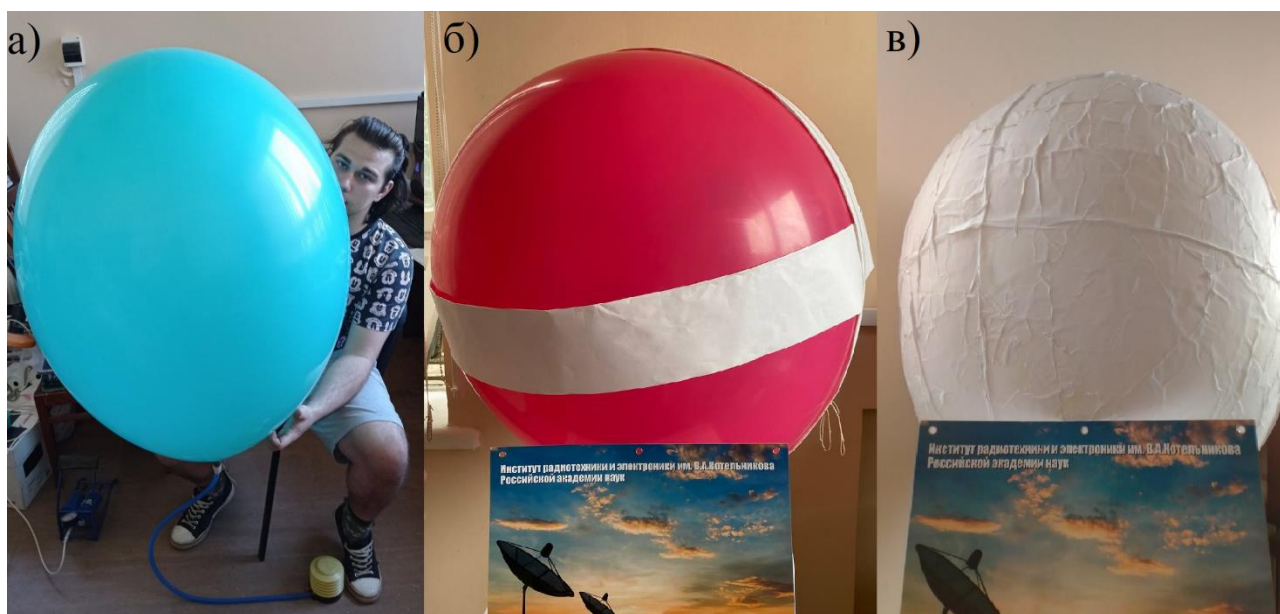 а)
б)
в)
Институт радиотехники и электроники им. В.А.Котельникова
Российской академии наук
Институт радиотехники и электроники им. В.А.Котельникова
Российской академии наук